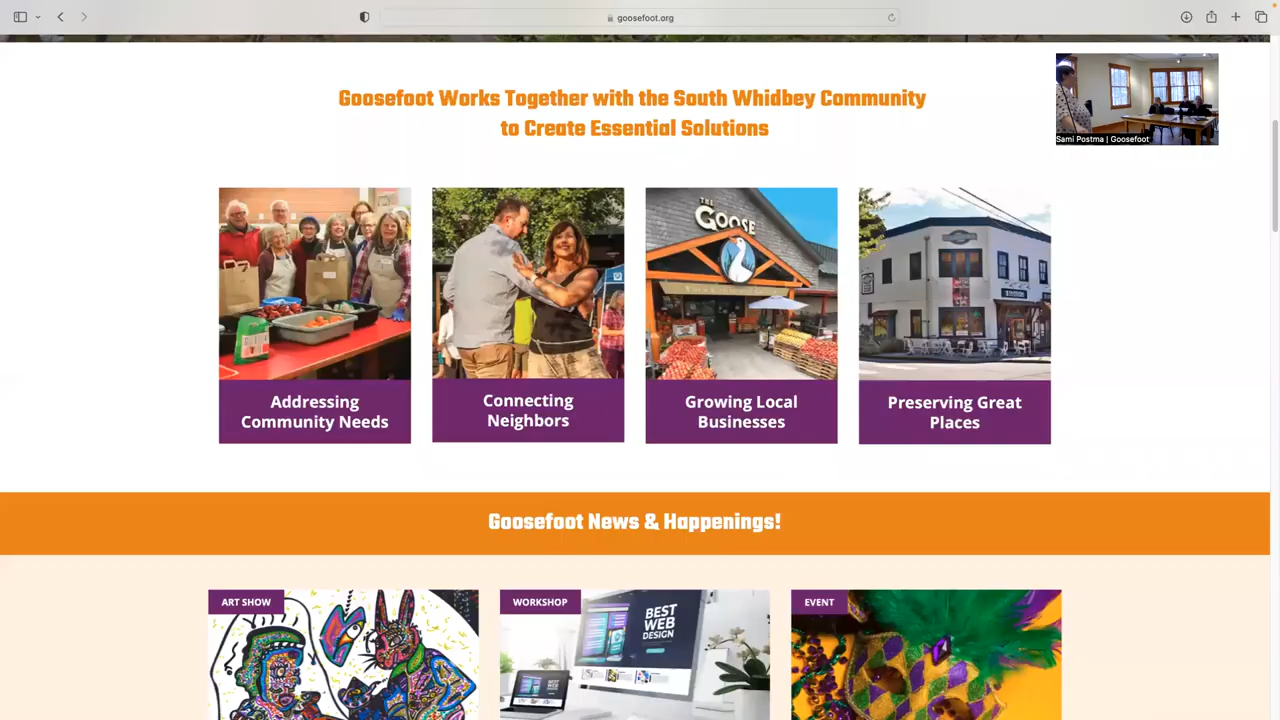 goosefoot.org
Goosefoot Works Together with the South Whidbey Community
to Create Essential Solutions
Sami Postma | Goosefoot
THE
GOOSE
Addressing
Community Needs
Connecting
Neighbors
Growing Local
Businesses
Preserving Great
Places
Goosefoot News & Happenings!
ART SHOW
WORKSHOP
BEST
WEB
DESIGN
EVENT